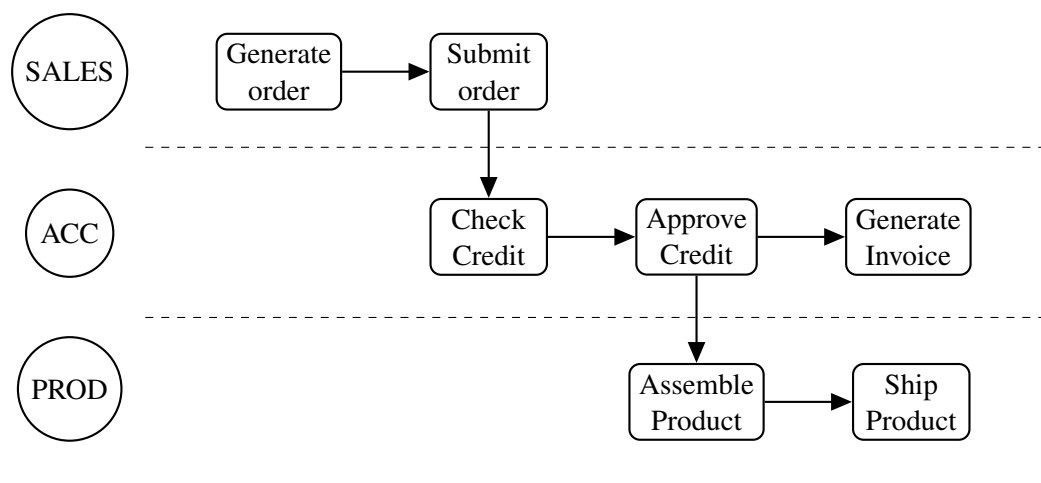 SALES
Generate
order
Submit
order
ACC
Check
Credit
Approve
Credit
Generate
Invoice
PROD
Assemble
Product
Ship
Product